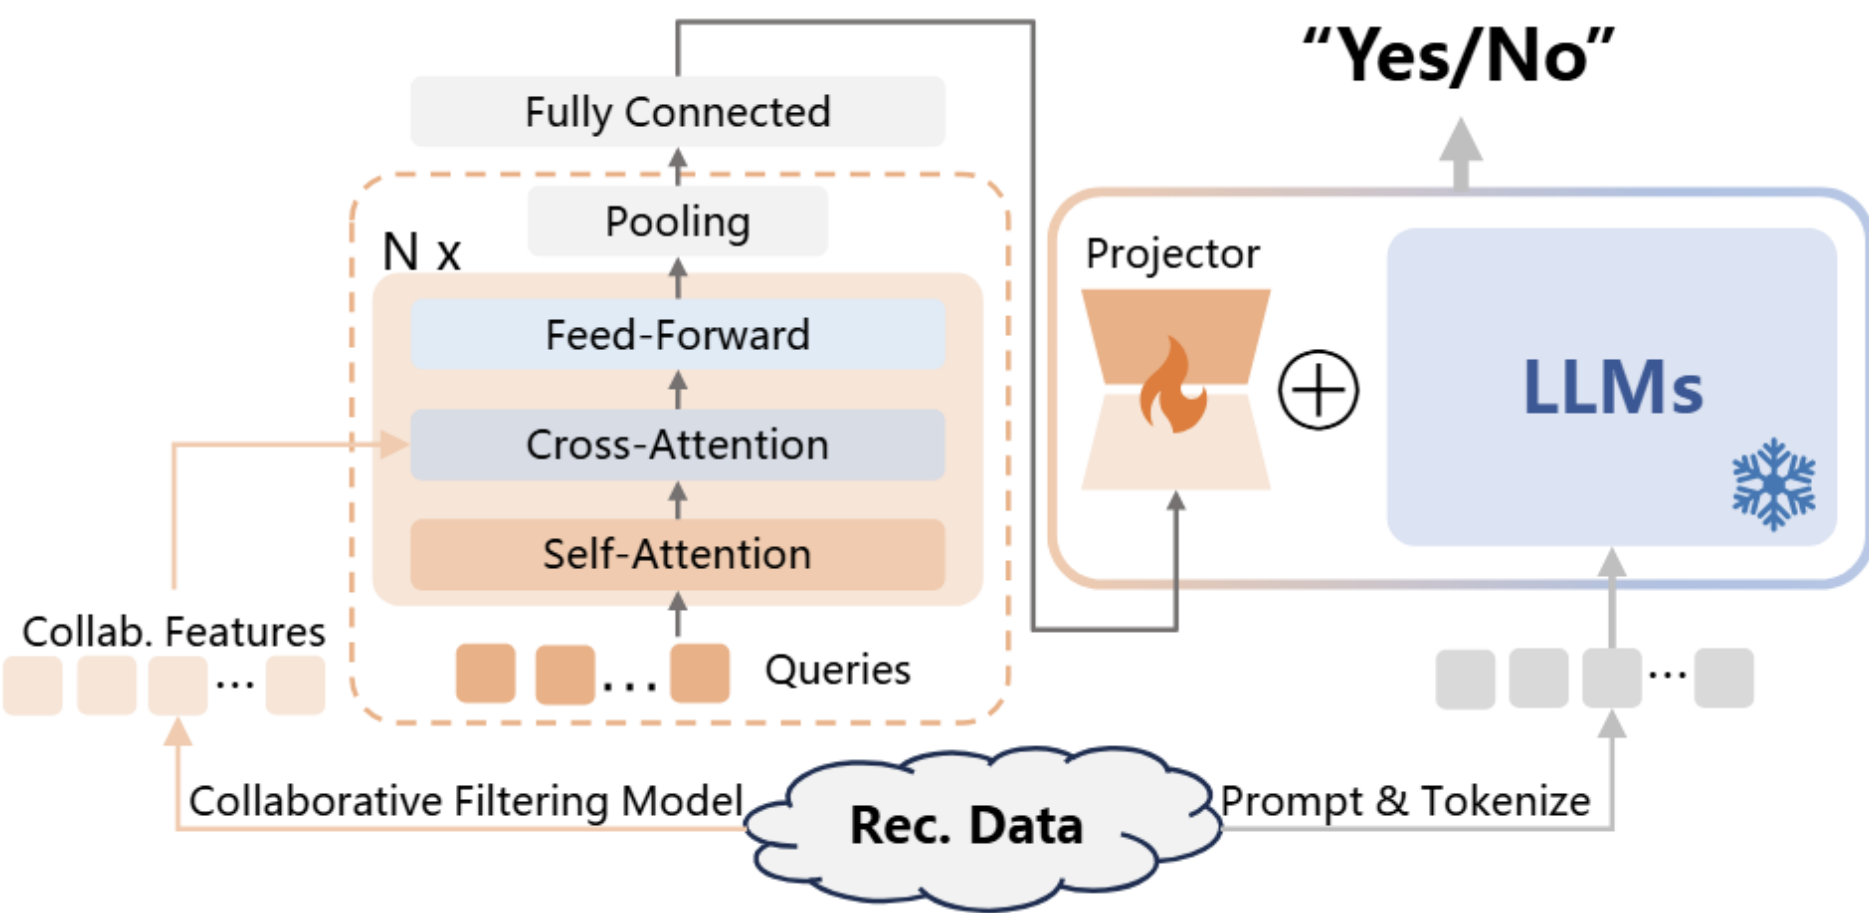 “Yes/No”
Fully Connected
Pooling
N x
Feed-Forward
Cross-Attention
Self-Attention
Queries
Collab. Features
...
...
Projector
LLMs
...
Collaborative Filtering Model
Rec. Data
Prompt & Tokenize